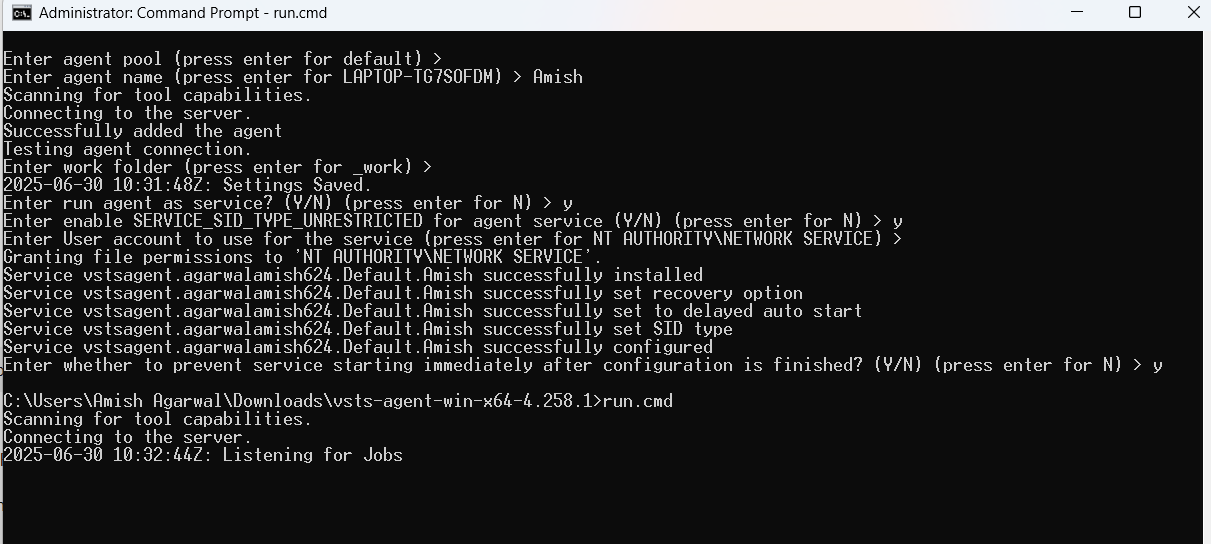 Administrator: Command Prompt - run.cmd
Enter agent pool (press enter for default) >
Enter agent name (press enter for LAPTOP-TG7SOFDM) > Amish
Scanning for tool capabilities.
Connecting to the server.
Successfully added the agent
Testing agent connection.
Enter work folder (press enter for _work) >
2025-06-30 10:31:48Z: Settings Saved.
Enter run agent as service? (Y/N) (press enter for N) > y
Enter enable SERVICE_SID_TYPE_UNRESTRICTED for agent service (Y/N) (press enter for N) > y
Enter User account to use for the service (press enter for NT AUTHORITY\NETWORK SERVICE) >
Granting file permissions to 'NT AUTHORITY\NETWORK SERVICE'.
Service vstsagent.agarwalamish624.Default.Amish successfully installed
Service vstsagent.agarwalamish624.Default.Amish successfully set recovery option
Service vstsagent.agarwalamish624.Default.Amish successfully set to delayed auto start
Service vstsagent.agarwalamish624.Default.Amish successfully set SID type
Service vstsagent.agarwalamish624.Default.Amish successfully configured
Enter whether to prevent service starting immediately after configuration is finished? (Y/N) (press enter for N) > y
C:\Users\Amish Agarwal\Downloads\vsts-agent-win-x64-4.258.1>run.cmd
Scanning for tool capabilities.
Connecting to the server.
2025-06-30 10:32:44Z: Listening for Jobs